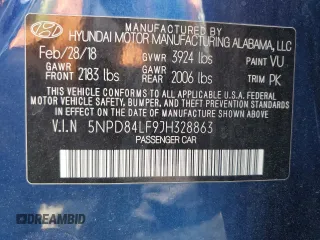 HYUNDAI MOTOR MANUFACTURING ALABAMA, LLC
Feb/28/18 GVWR 3924 lbs PAINT VU
GAWR FRONT 2183 lbs GAWR REAR 2006 lbs TRIM PK
THIS VEHICLE CONFORMS TO ALL APPLICABLE U.S. FEDERAL
MOTOR VEHICLE SAFETY, BUMPER, AND THEFT PREVENTION
STANDARDS IN EFFECT ON THE DATE OF MANUFACTURE SHOWN ABOVE.
V.I.N 5NPD84LF9JH328863
PASSENGER CAR
DREAMBID